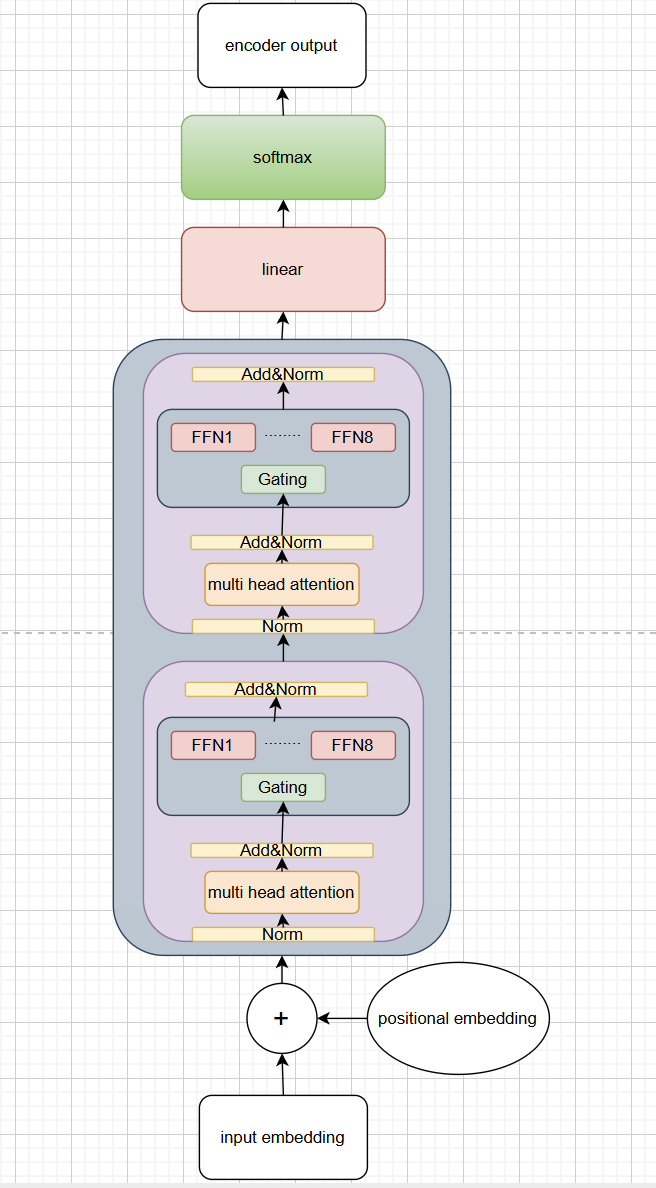 encoder output
softmax
linear
Add&Norm
FFN1 ........ FFN8
Gating
Add&Norm
multi head attention
Norm
Add&Norm
FFN1 ........ FFN8
Gating
Add&Norm
multi head attention
Norm
+ positional embedding
input embedding